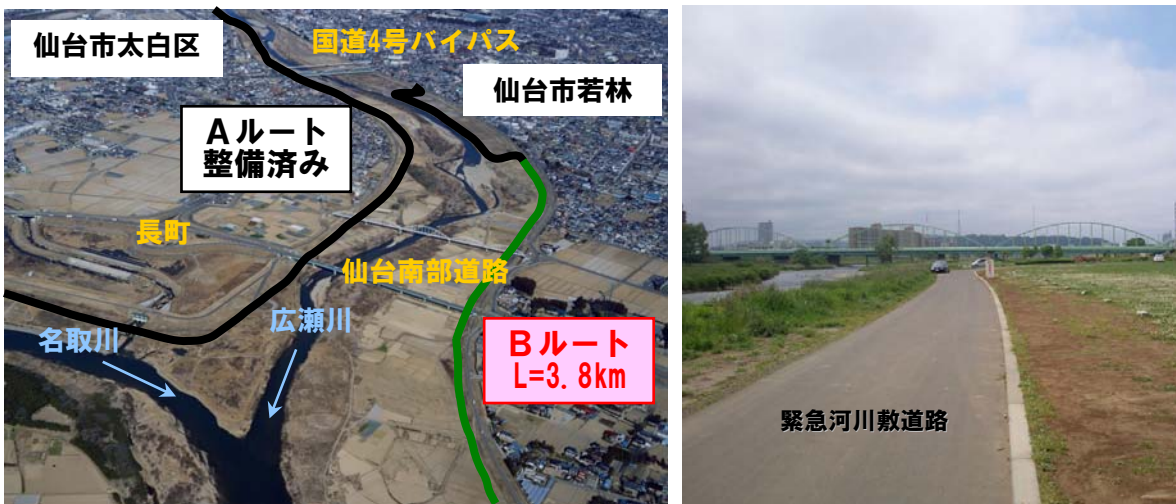 仙台市太白区
国道4号バイパス
仙台市若林
Aルート
整備済み
長町
仙台南部道路
名取川
広瀬川
Bルート
L=3.8km
緊急河川敷道路